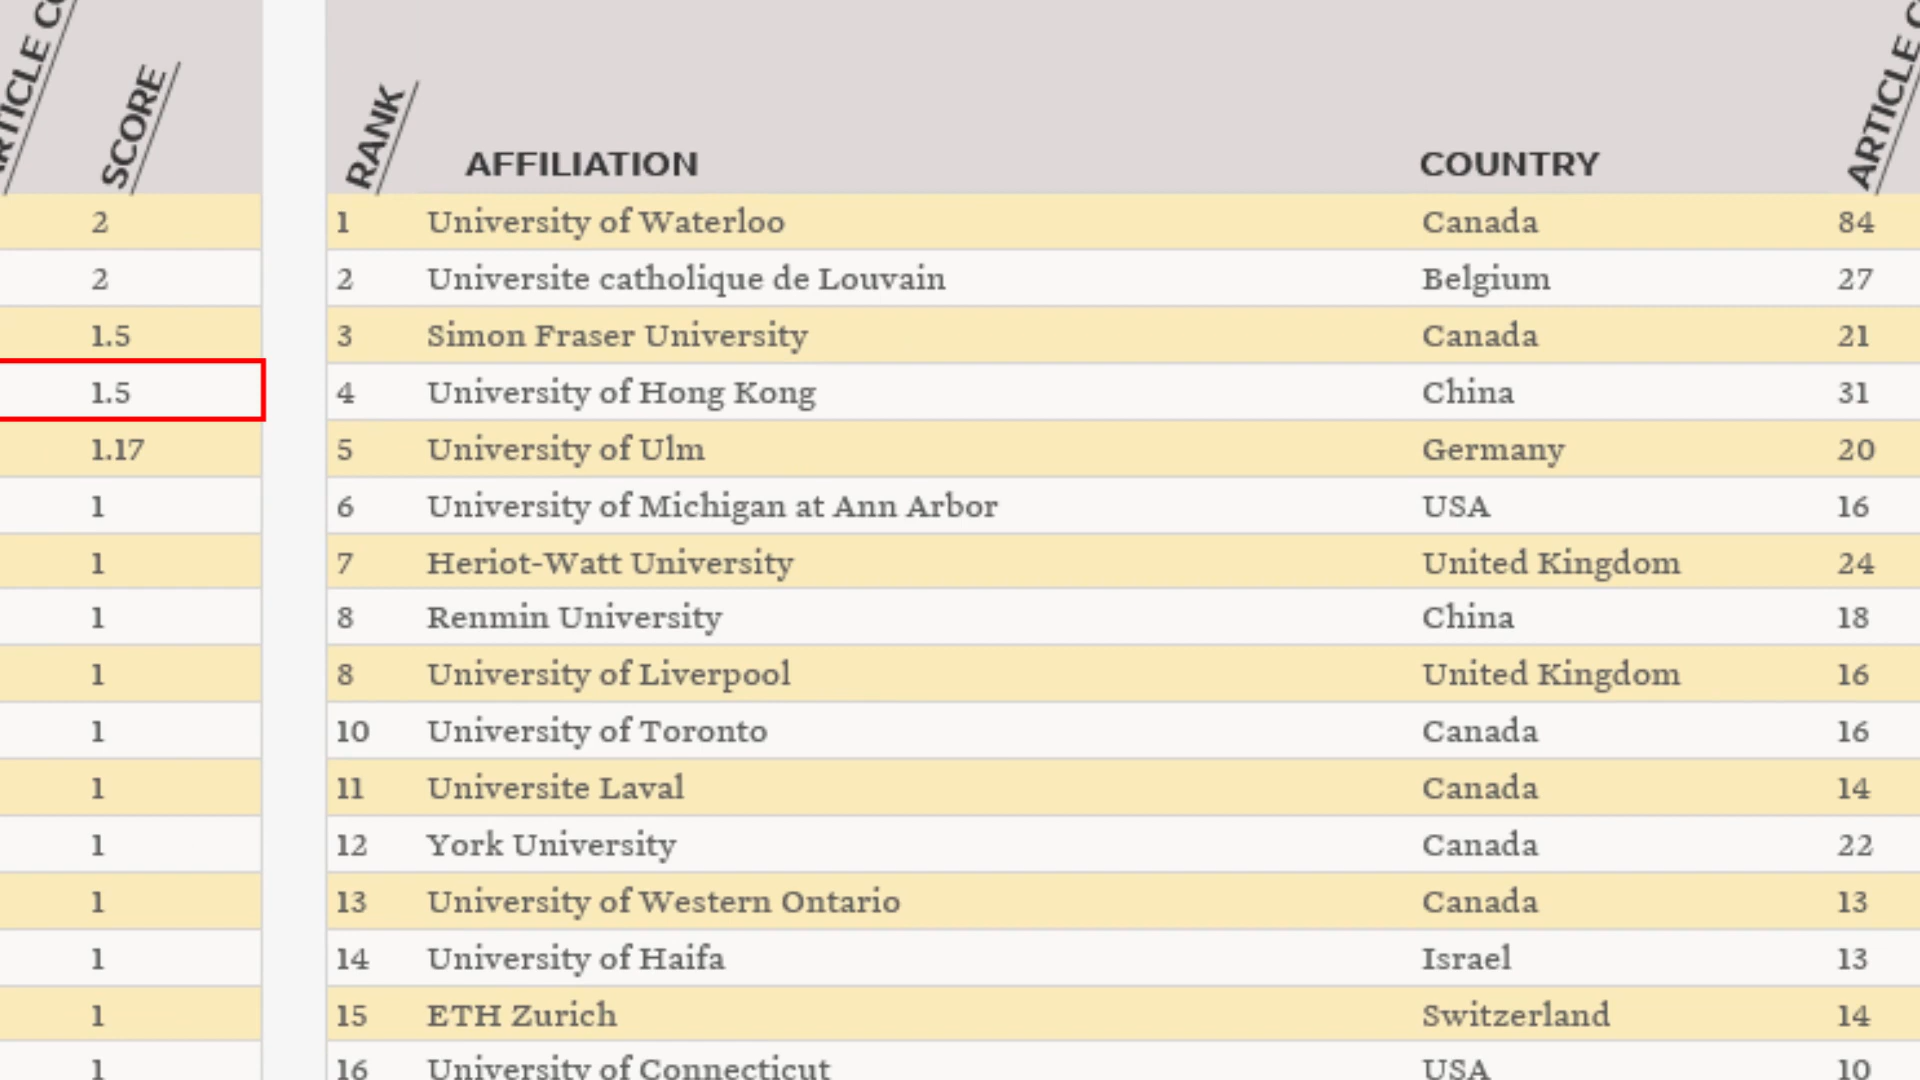 SCORE
2
2
1.5
1.5
1.17
1
1
1
1
1
1
1
1
1
1
1
RANK AFFILIATION COUNTRY ARTICLE
1 University of Waterloo Canada 84
2 Universite catholique de Louvain Belgium 27
3 Simon Fraser University Canada 21
4 University of Hong Kong China 31
5 University of Ulm Germany 20
6 University of Michigan at Ann Arbor USA 16
7 Heriot-Watt University United Kingdom 24
8 Renmin University China 18
8 University of Liverpool United Kingdom 16
10 University of Toronto Canada 16
11 Universite Laval Canada 14
12 York University Canada 22
13 University of Western Ontario Canada 13
14 University of Haifa Israel 13
15 ETH Zurich Switzerland 14
16 University of Connecticut USA 10